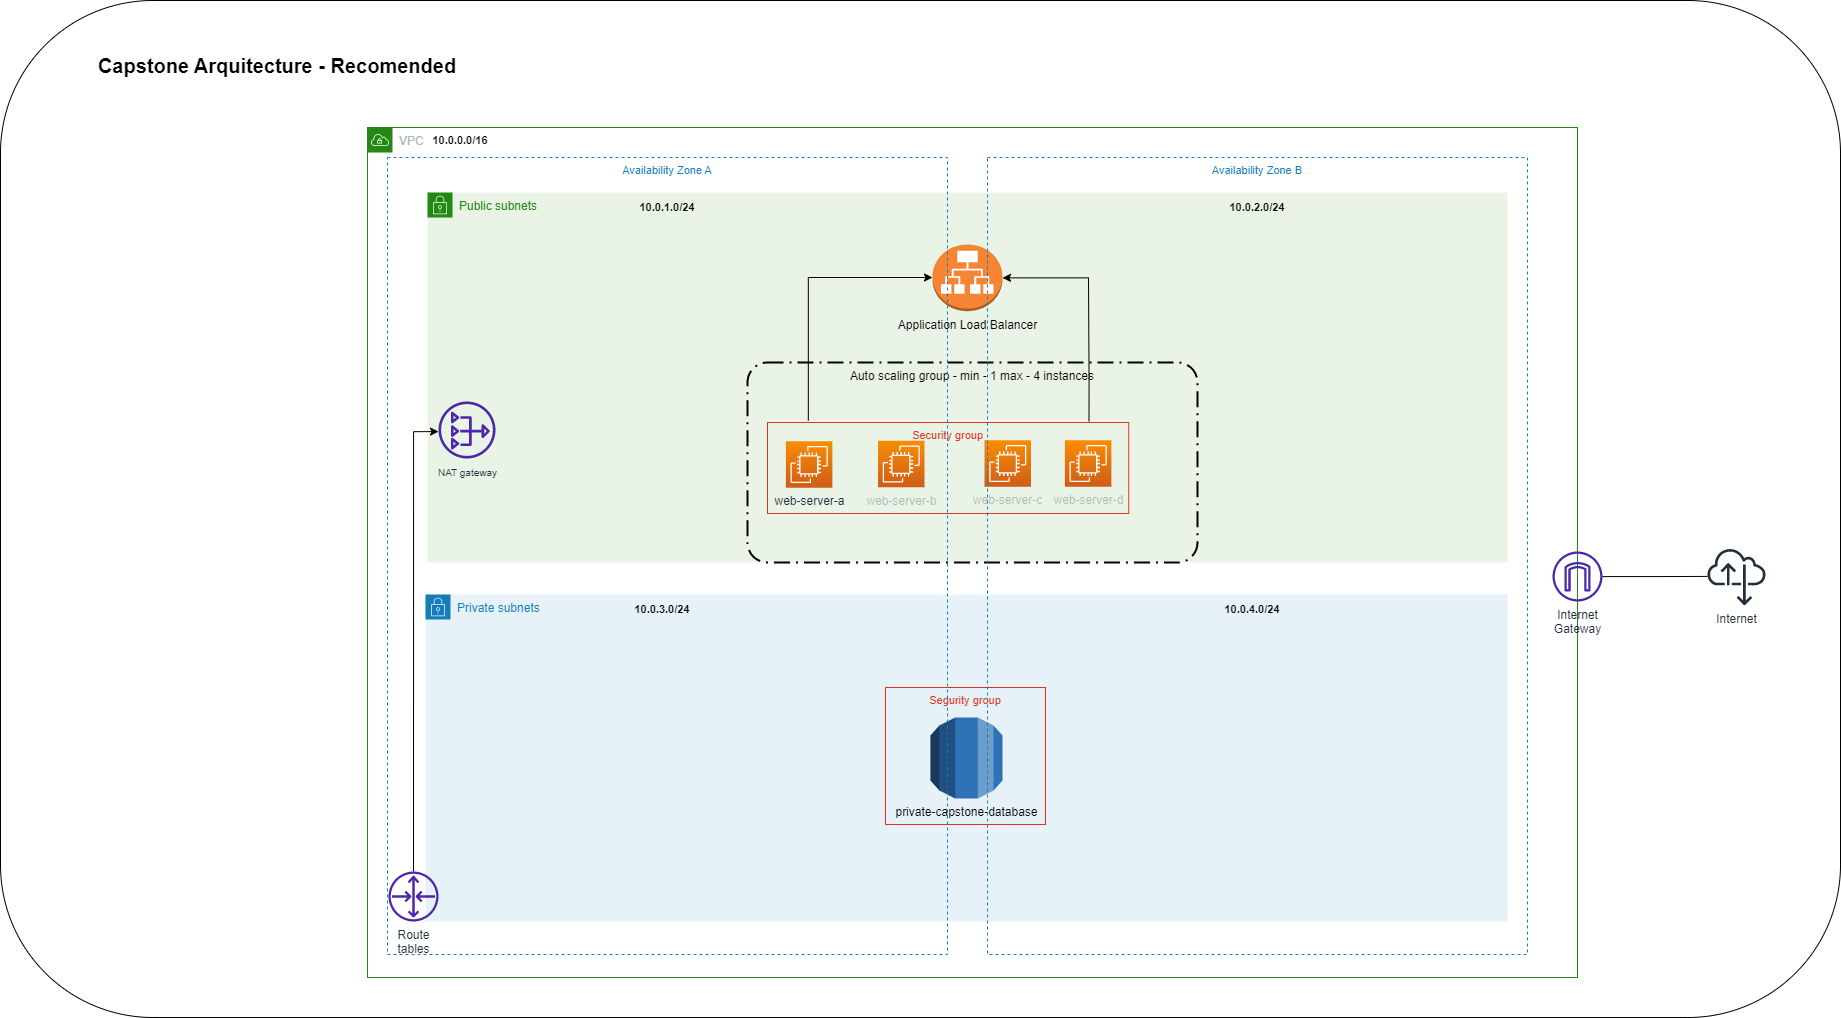 Capstone Arquitecture - Recomended
VPC 10.0.0.0/16
Availability Zone A
Availability Zone B
Public subnets
10.0.1.0/24
10.0.2.0/24
Application Load Balancer
Auto scaling group - min - 1 max - 4 instances
NAT gateway
Security group
web-server-a
web-server-b
web-server-c
web-server-d
Internet
Gateway
Internet
Private subnets
10.0.3.0/24
10.0.4.0/24
Security group
private-capstone-database
Route
tables